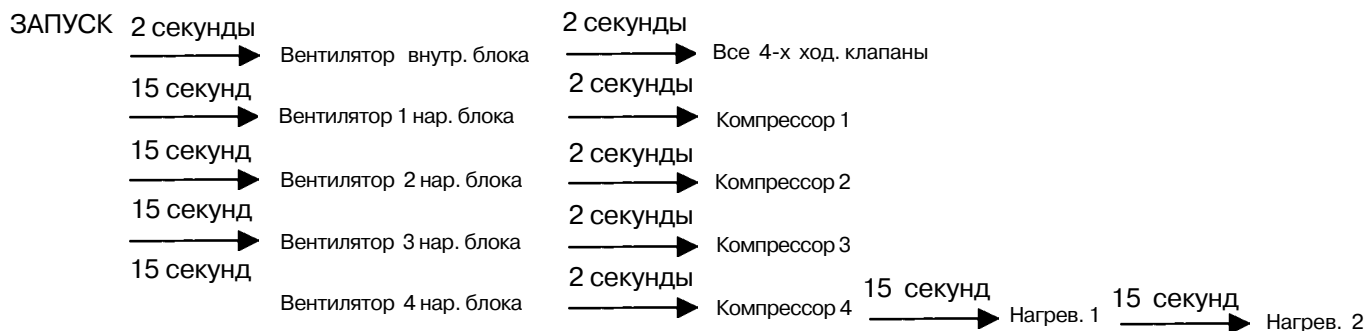 ЗАПУСК 2 секунды 2 секунды
Вентилятор внутр. блока Все 4-х ход. клапаны
15 секунд 2 секунды
Вентилятор 1 нар. блока Компрессор 1
15 секунд 2 секунды
Вентилятор 2 нар. блока Компрессор 2
15 секунд 2 секунды
Вентилятор 3 нар. блока Компрессор 3
15 секунд 2 секунды 15 секунд 15 секунд
Вентилятор 4 нар. блока Компрессор 4 Нагрев. 1 Нагрев. 2